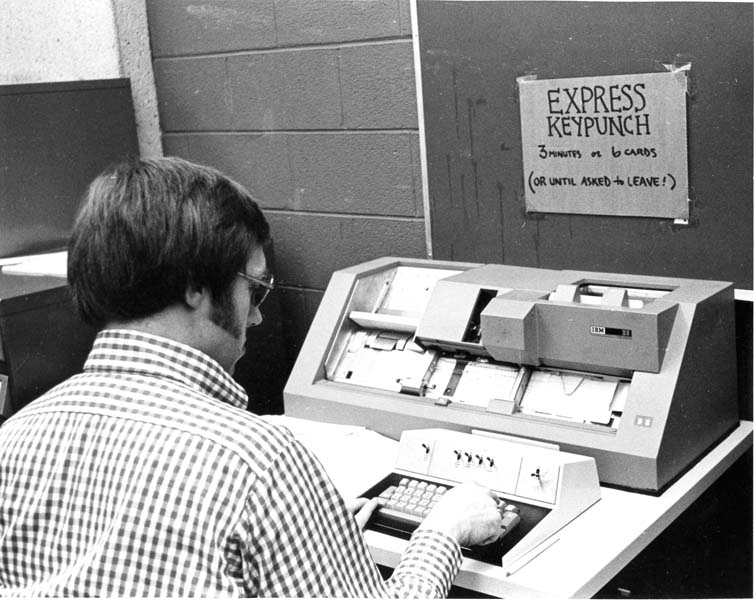 EXPRESS
KEYPUNCH
3 MINUTES or 6 CARDS
(OR UNTIL ASKED to LEAVE!)
IBM